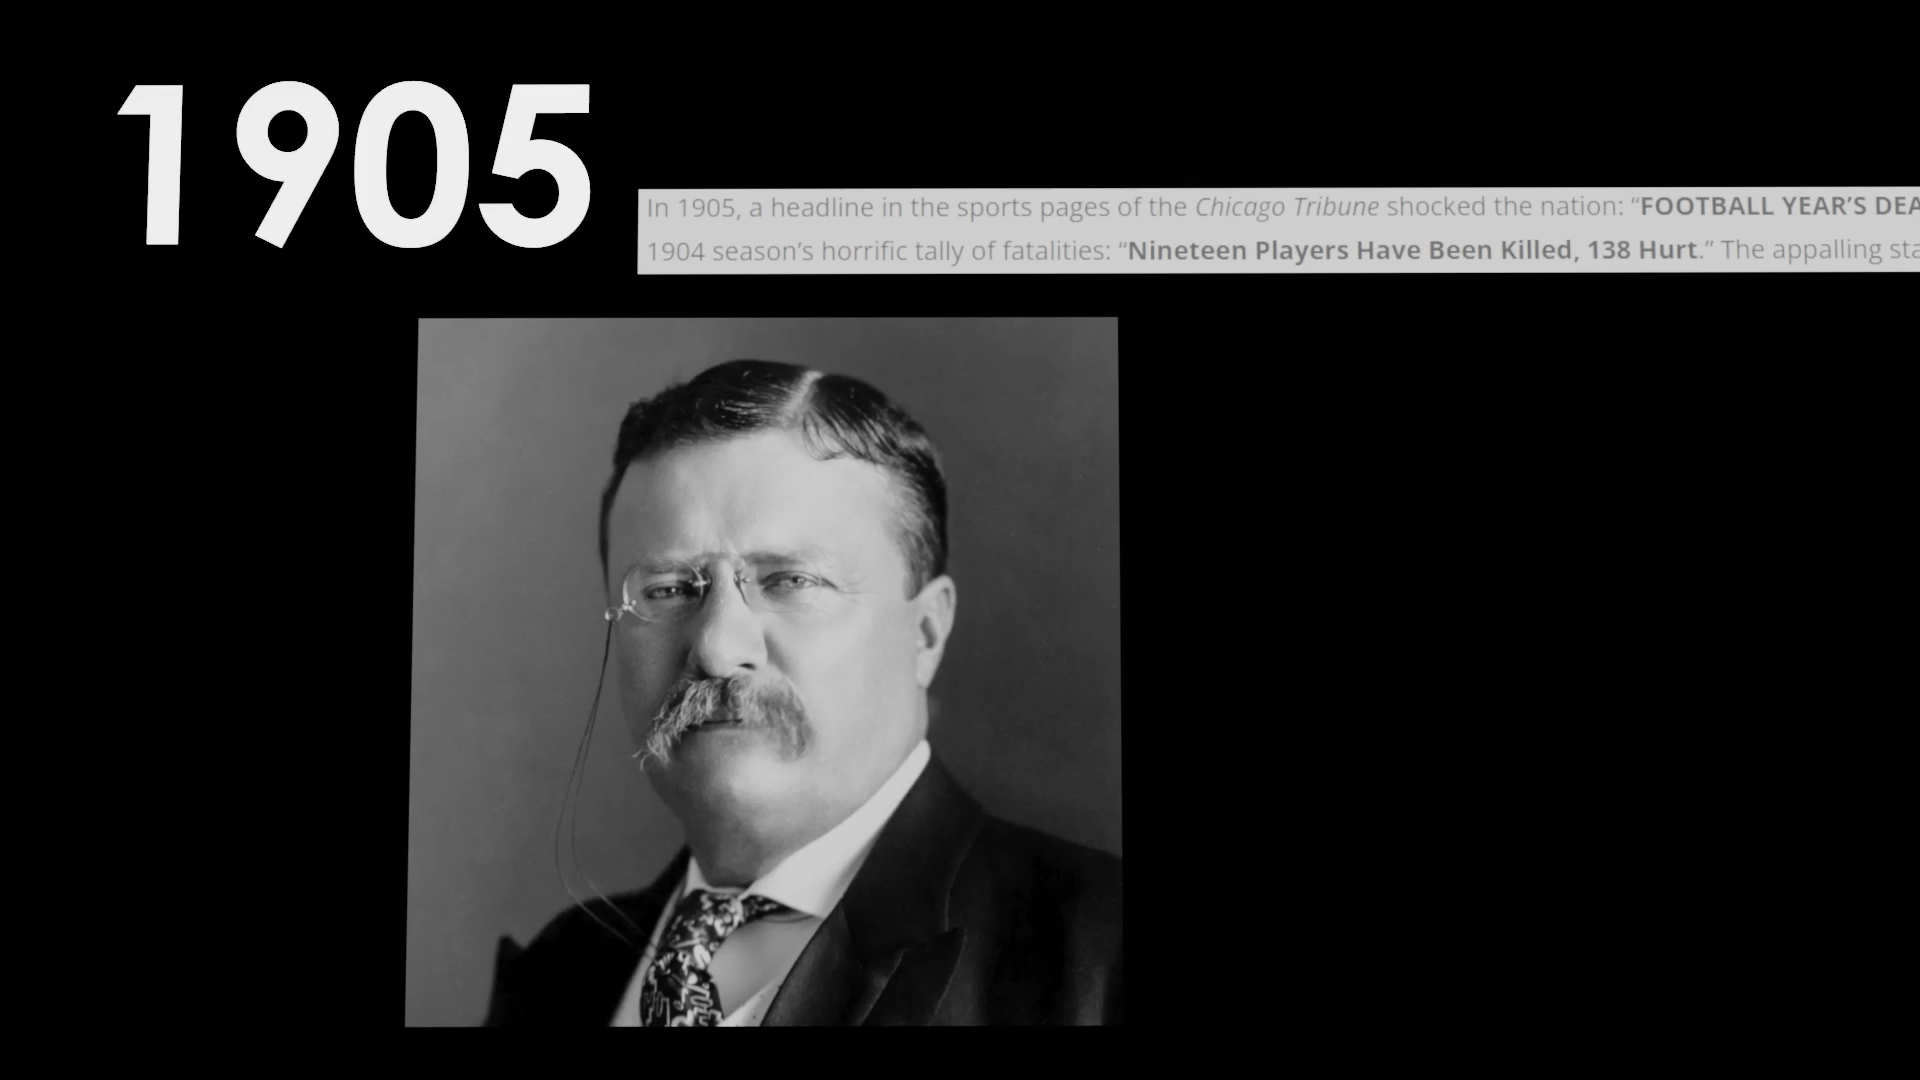 1905
In 1905, a headline in the sports pages of the Chicago Tribune shocked the nation: “FOOTBALL YEAR’S
1904 season’s horrific tally of fatalities: “Nineteen Players Have Been Killed, 138 Hurt.” The appalling